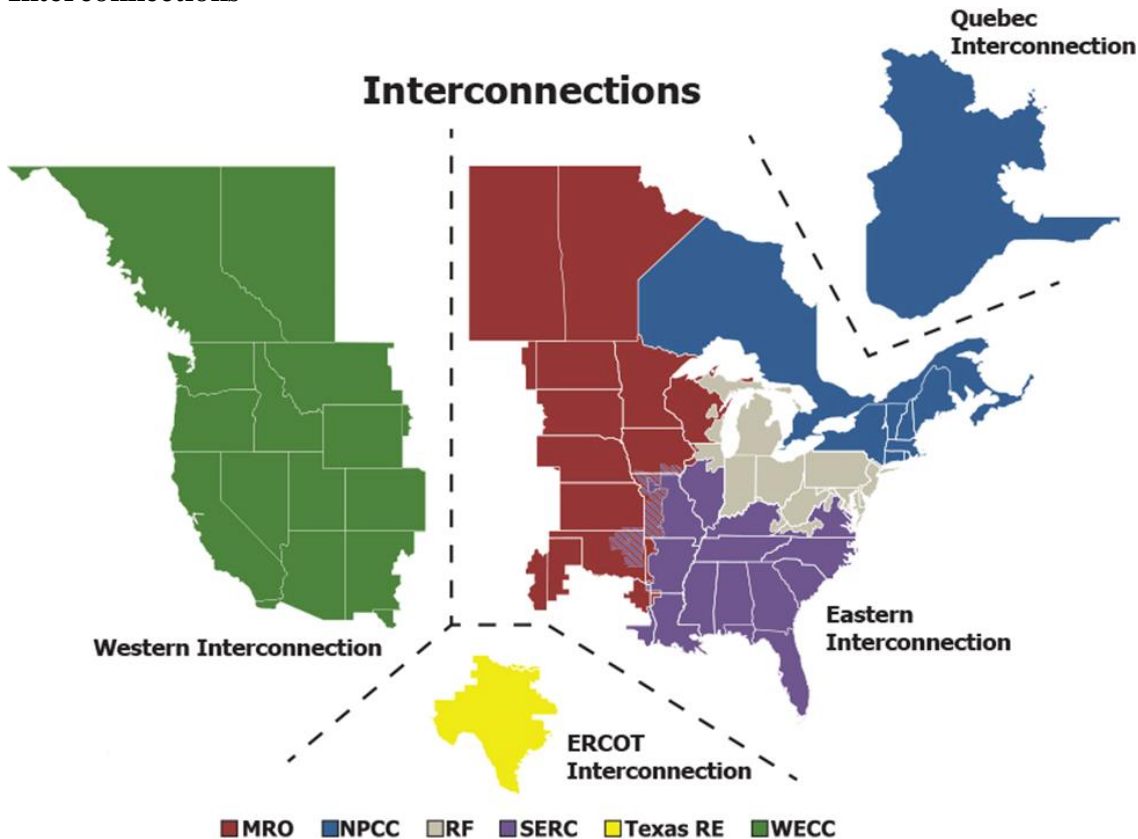 Quebec
Interconnection
Interconnections
Western Interconnection
Eastern
Interconnection
ERCOT
Interconnection
MRO NPCC RF SERC Texas RE WECC